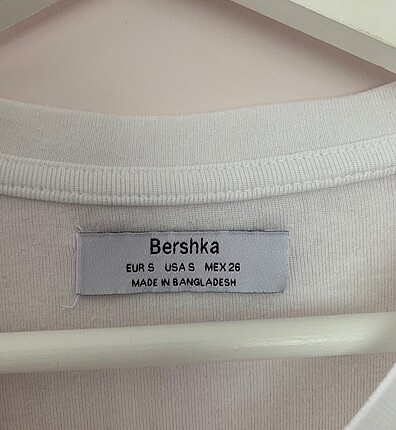 Bershka
EUR S USA S MEX 26
MADE IN BANGLADESH